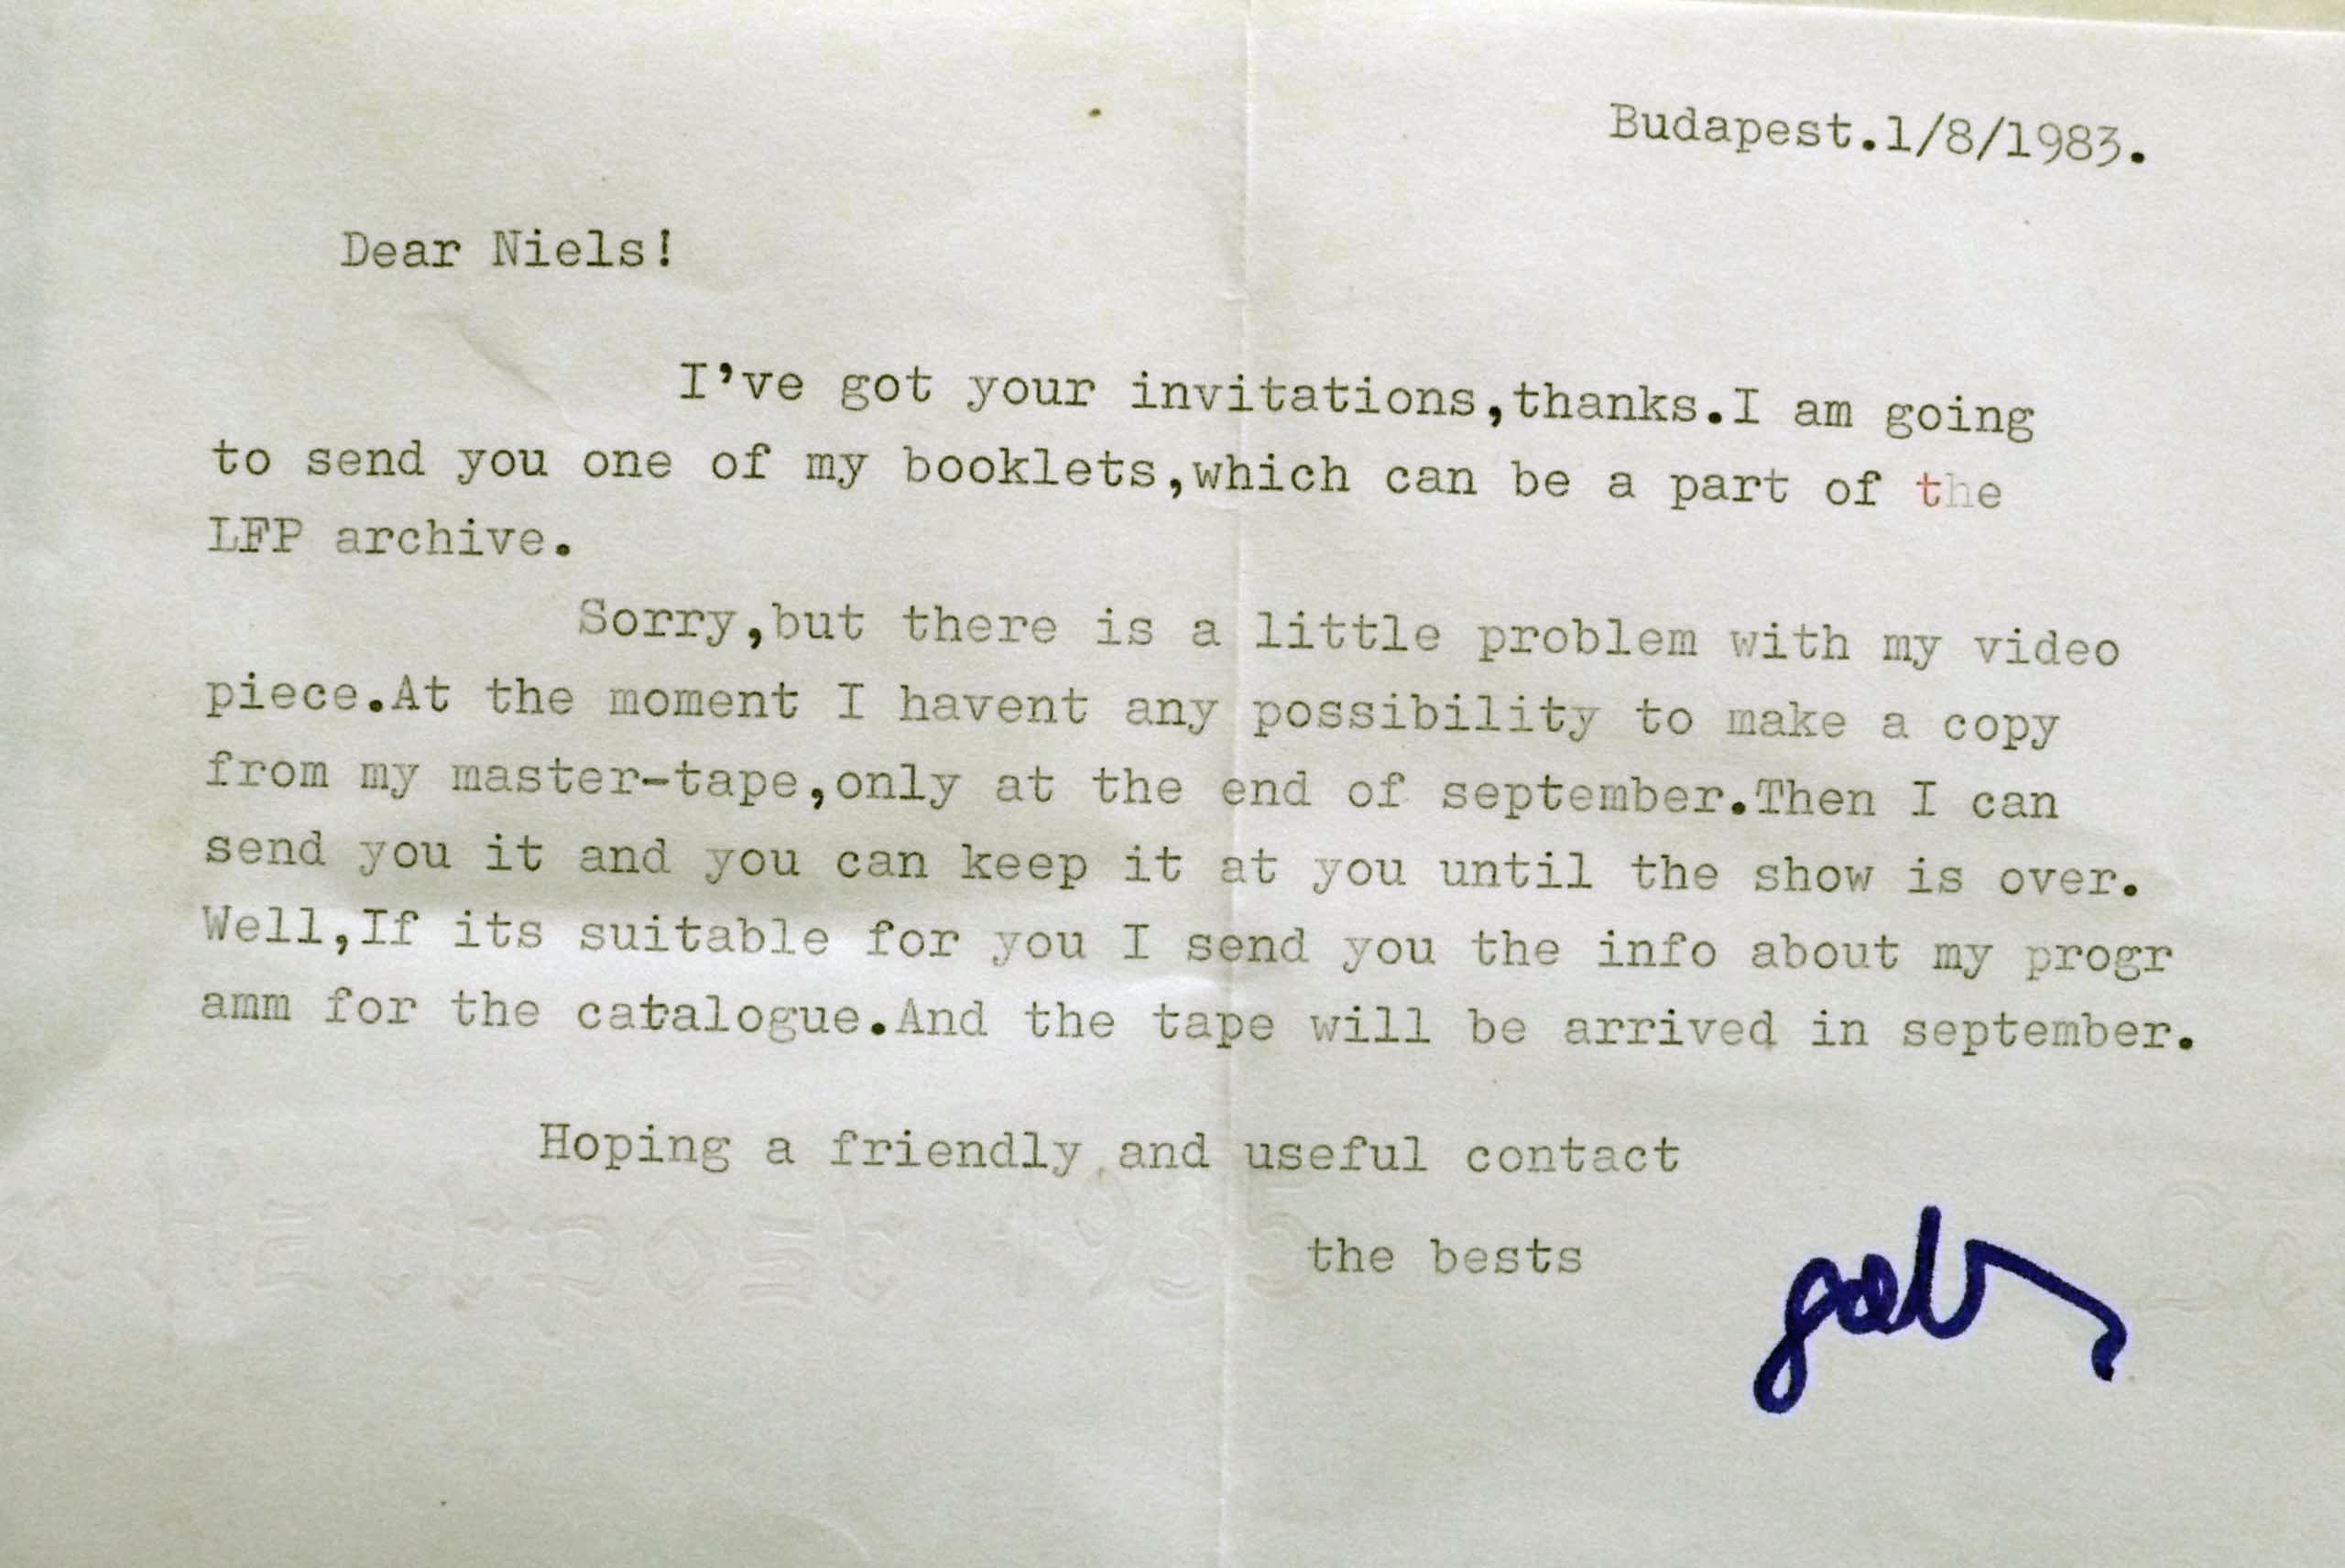 Budapest.1/8/1983.
Dear Niels!
I've got your invitations,thanks.I am going
to send you one of my booklets,which can be a part of the
LFP archive.
Sorry,but there is a little problem with my video
piece.At the moment I havent any possibility to make a copy
from my master-tape,only at the end of september.Then I can
send you it and you can keep it at you until the show is over.
Well,If its suitable for you I send you the info about my progr
amm for the catalogue.And the tape will be arrived in september.
Hoping a friendly and useful contact
the bests